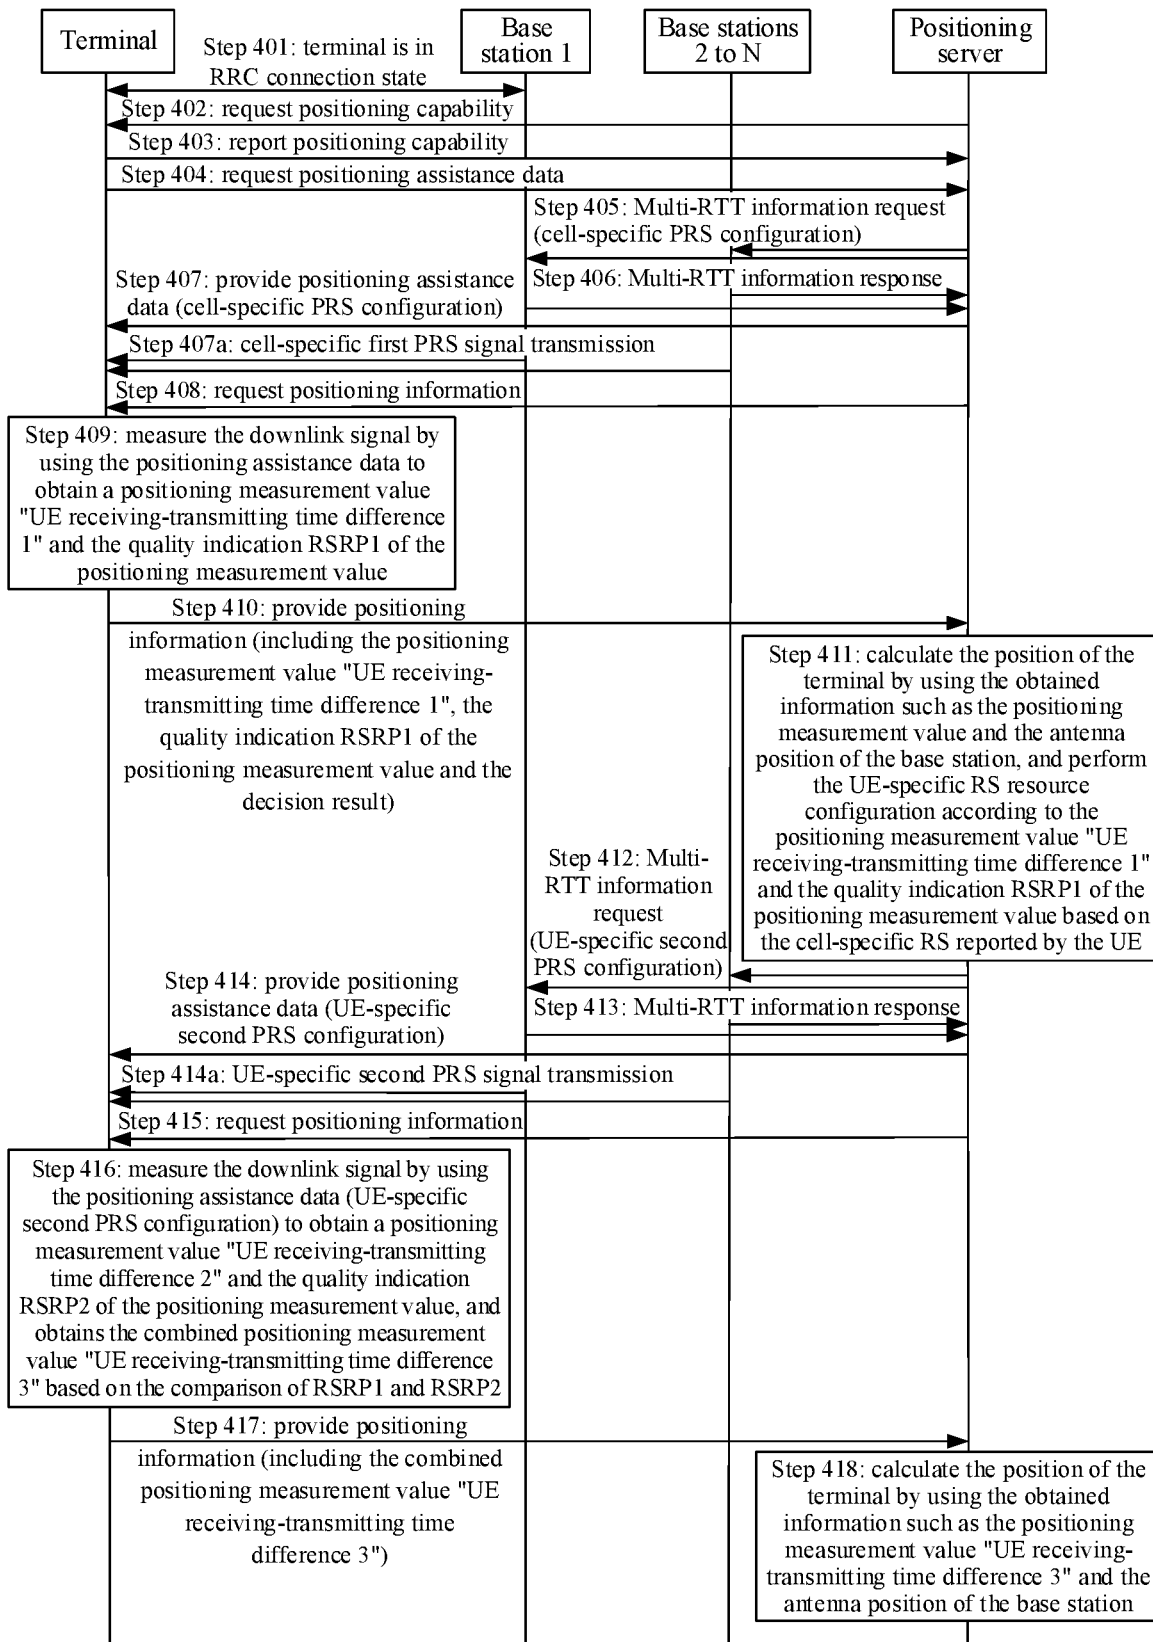 Terminal
Base
station 1
Base stations
2 to N
Positioning
server
Step 401: terminal is in
RRC connection state
Step 402: request positioning capability
Step 403: report positioning capability
Step 404: request positioning assistance data
Step 405: Multi-RTT information request
(cell-specific PRS configuration)
Step 407: provide positioning assistance
data (cell-specific PRS configuration)
Step 406: Multi-RTT information response
Step 407a: cell-specific first PRS signal transmission
Step 408: request positioning information
Step 409: measure the downlink signal by
using the positioning assistance data to
obtain a positioning measurement value
"UE receiving-transmitting time difference
1" and the quality indication RSRP1 of the
positioning measurement value
Step 410: provide positioning
information (including the positioning
measurement value "UE receiving-
transmitting time difference 1", the
quality indication RSRP1 of the
positioning measurement value and the
decision result)
Step 411: calculate the position of the
terminal by using the obtained
information such as the positioning
measurement value and the antenna
position of the base station, and perform
the UE-specific RS resource
configuration according to the
positioning measurement value "UE
receiving-transmitting time difference 1"
and the quality indication RSRP1 of the
positioning measurement value based on
the cell-specific RS reported by the UE
Step 412: Multi-
RTT information
request
(UE-specific second
PRS configuration)
Step 414: provide positioning
assistance data (UE-specific
second PRS configuration)
Step 413: Multi-RTT information response
Step 414a: UE-specific second PRS signal transmission
Step 415: request positioning information
Step 416: measure the downlink signal by using
the positioning assistance data (UE-specific
second PRS configuration) to obtain a positioning
measurement value "UE receiving-transmitting
time difference 2" and the quality indication
RSRP2 of the positioning measurement value, and
obtains the combined positioning measurement
value "UE receiving-transmitting time difference
3" based on the comparison of RSRP1 and RSRP2
Step 417: provide positioning
information (including the combined
positioning measurement value "UE
receiving-transmitting time
difference 3")
Step 418: calculate the position of the
terminal by using the obtained
information such as the positioning
measurement value "UE receiving-
transmitting time difference 3" and the
antenna position of the base station